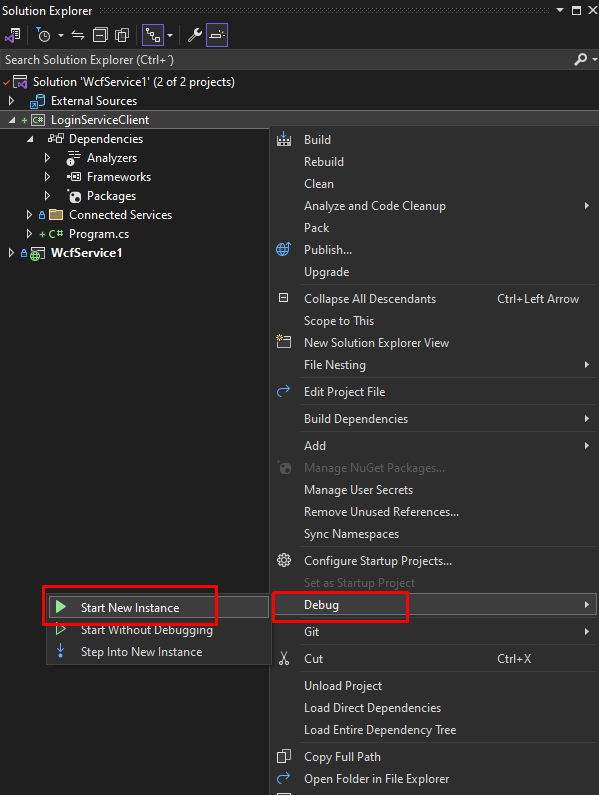 Solution Explorer
Search Solution Explorer (Ctrl+´)
Solution 'WcfService1' (2 of 2 projects)
External Sources
C# LoginServiceClient
Dependencies
Analyzers
Frameworks
Packages
Connected Services
C# Program.cs
WcfService1
Build
Rebuild
Clean
Analyze and Code Cleanup
Pack
Publish...
Upgrade
Collapse All Descendants Ctrl+Left Arrow
Scope to This
New Solution Explorer View
File Nesting
Edit Project File
Build Dependencies
Add
Manage NuGet Packages...
Manage User Secrets
Remove Unused References...
Sync Namespaces
Configure Startup Projects...
Set as Startup Project
Debug
Start New Instance
Start Without Debugging
Step Into New Instance
Git
Cut Ctrl+X
Unload Project
Load Direct Dependencies
Load Entire Dependency Tree
Copy Full Path
Open Folder in File Explorer